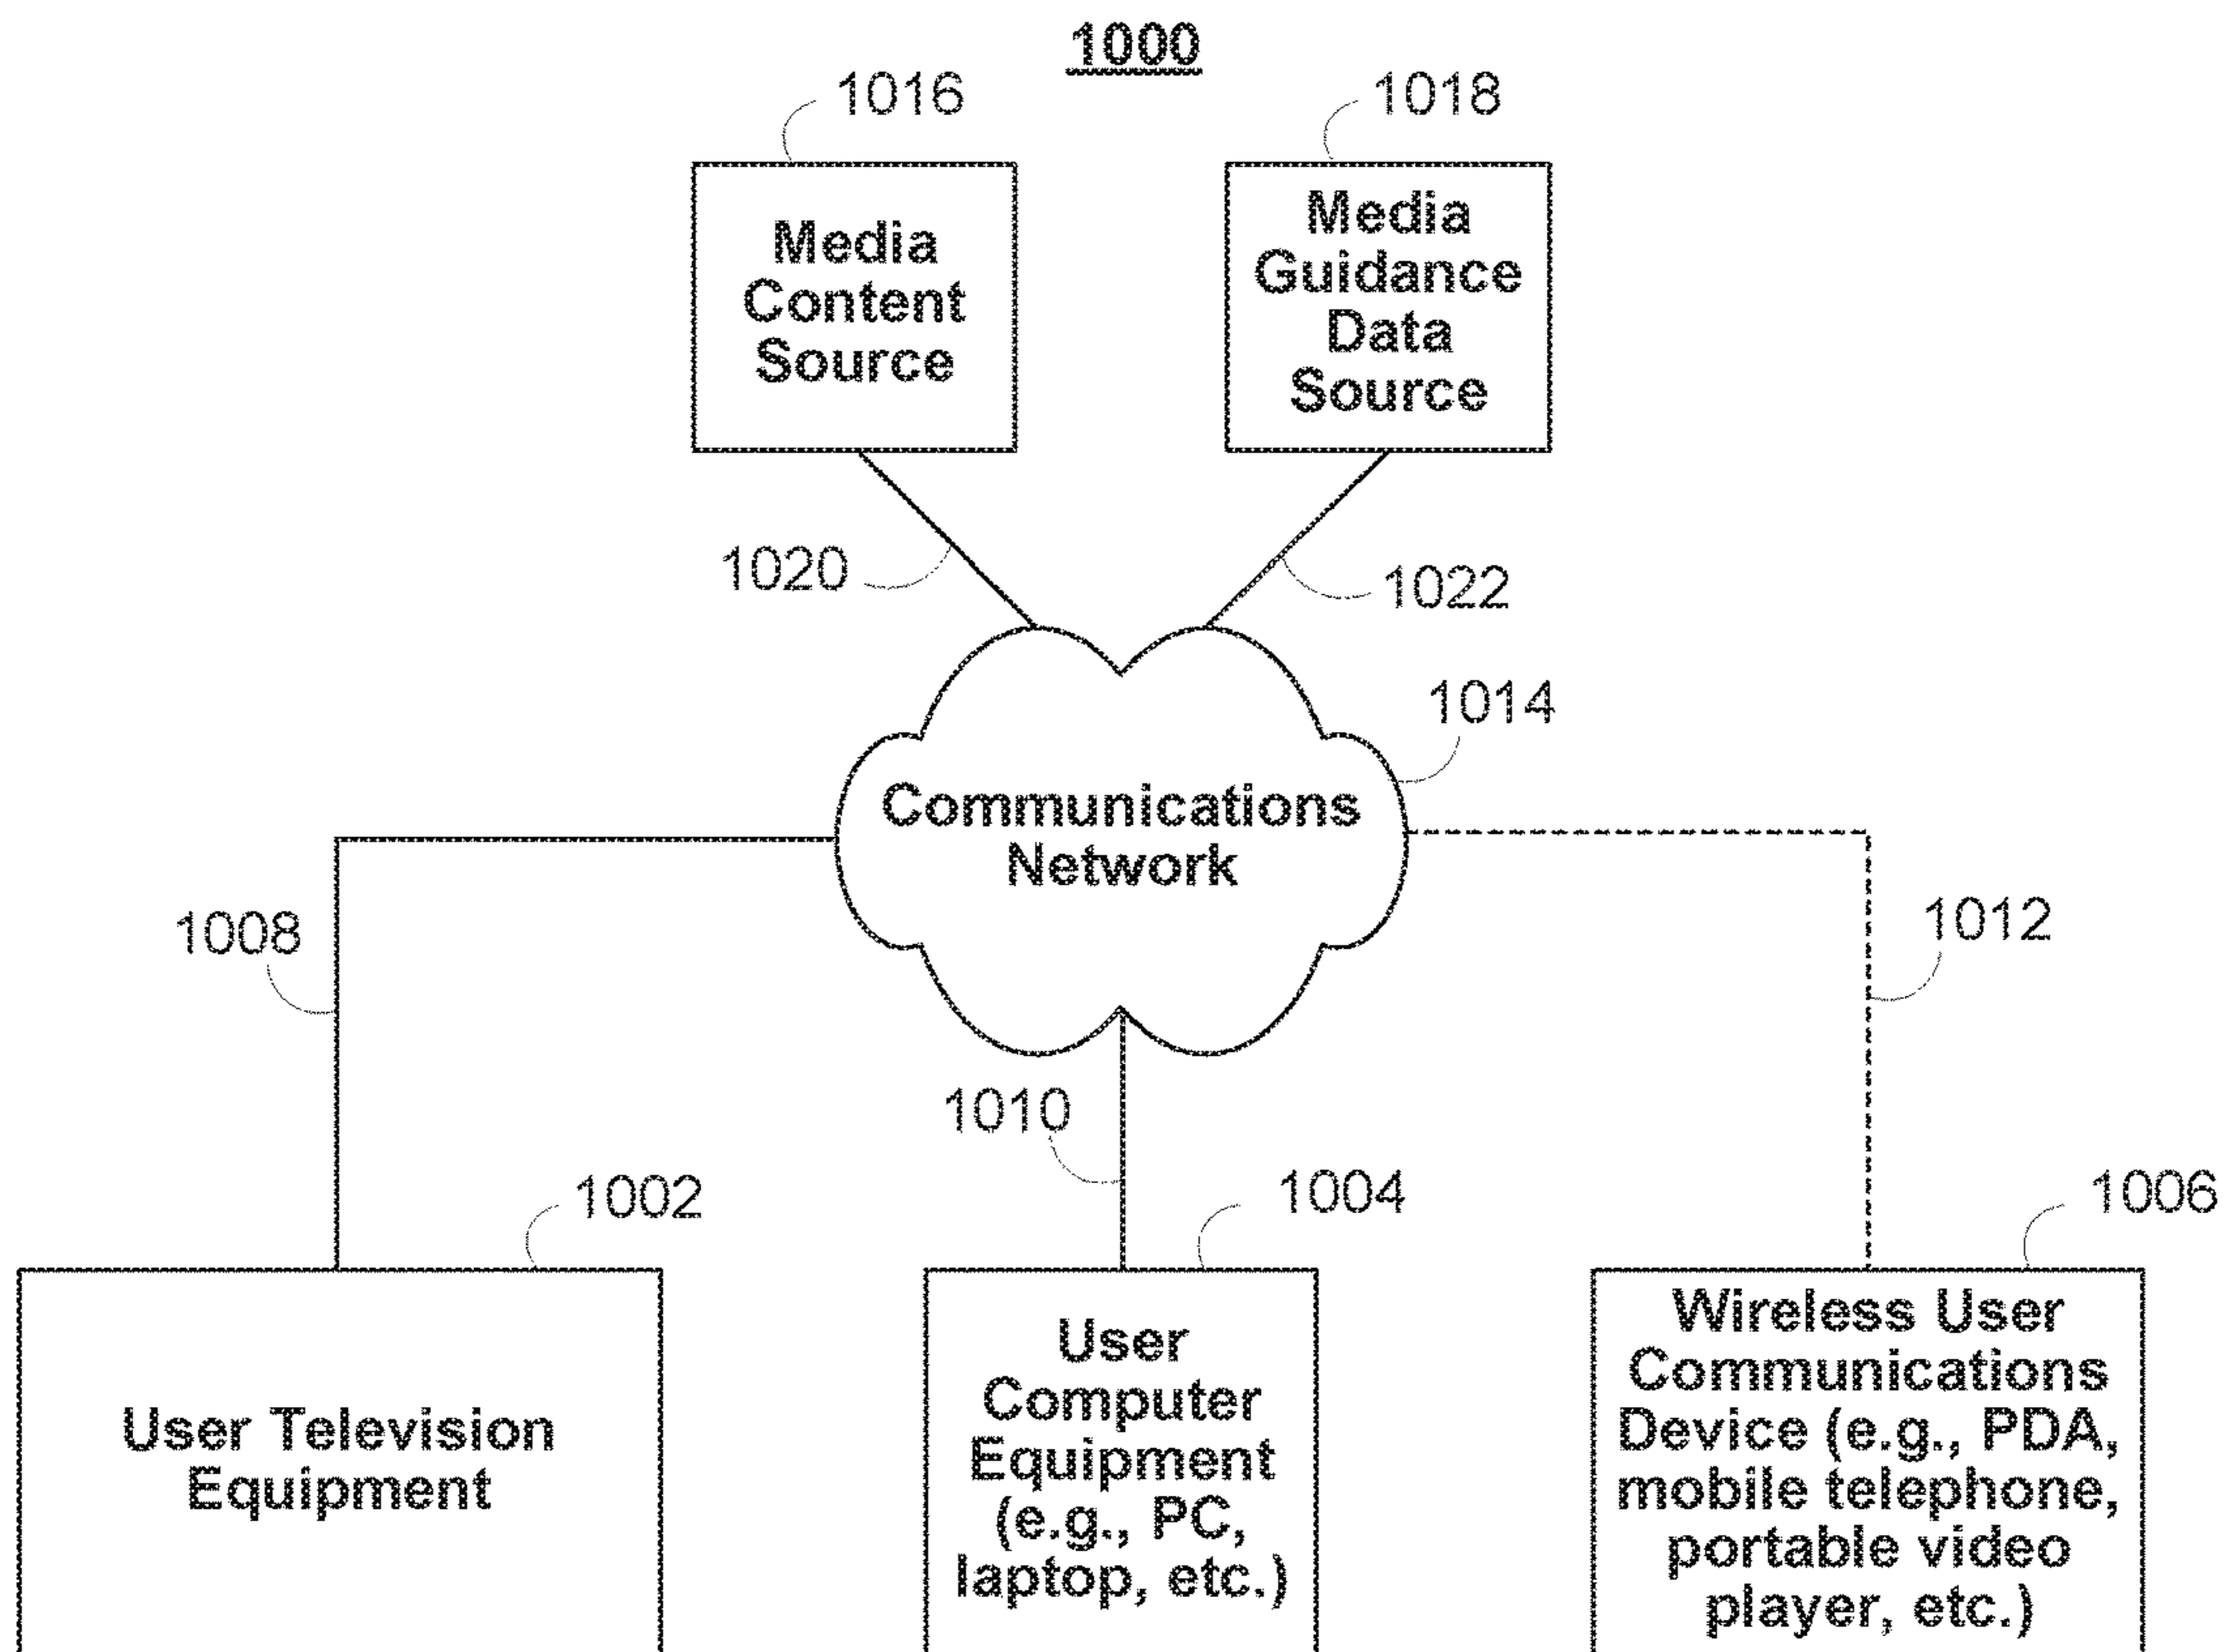 1000
1016
1018
Media
Content
Source
Media
Guidance
Data
Source
1020
1022
1014
Communications
Network
1008
1012
1010
1002
1004
1006
User Television
Equipment
User
Computer
Equipment
(e.g., PC,
laptop, etc.)
Wireless User
Communications
Device (e.g., PDA,
mobile telephone,
portable video
player, etc.)